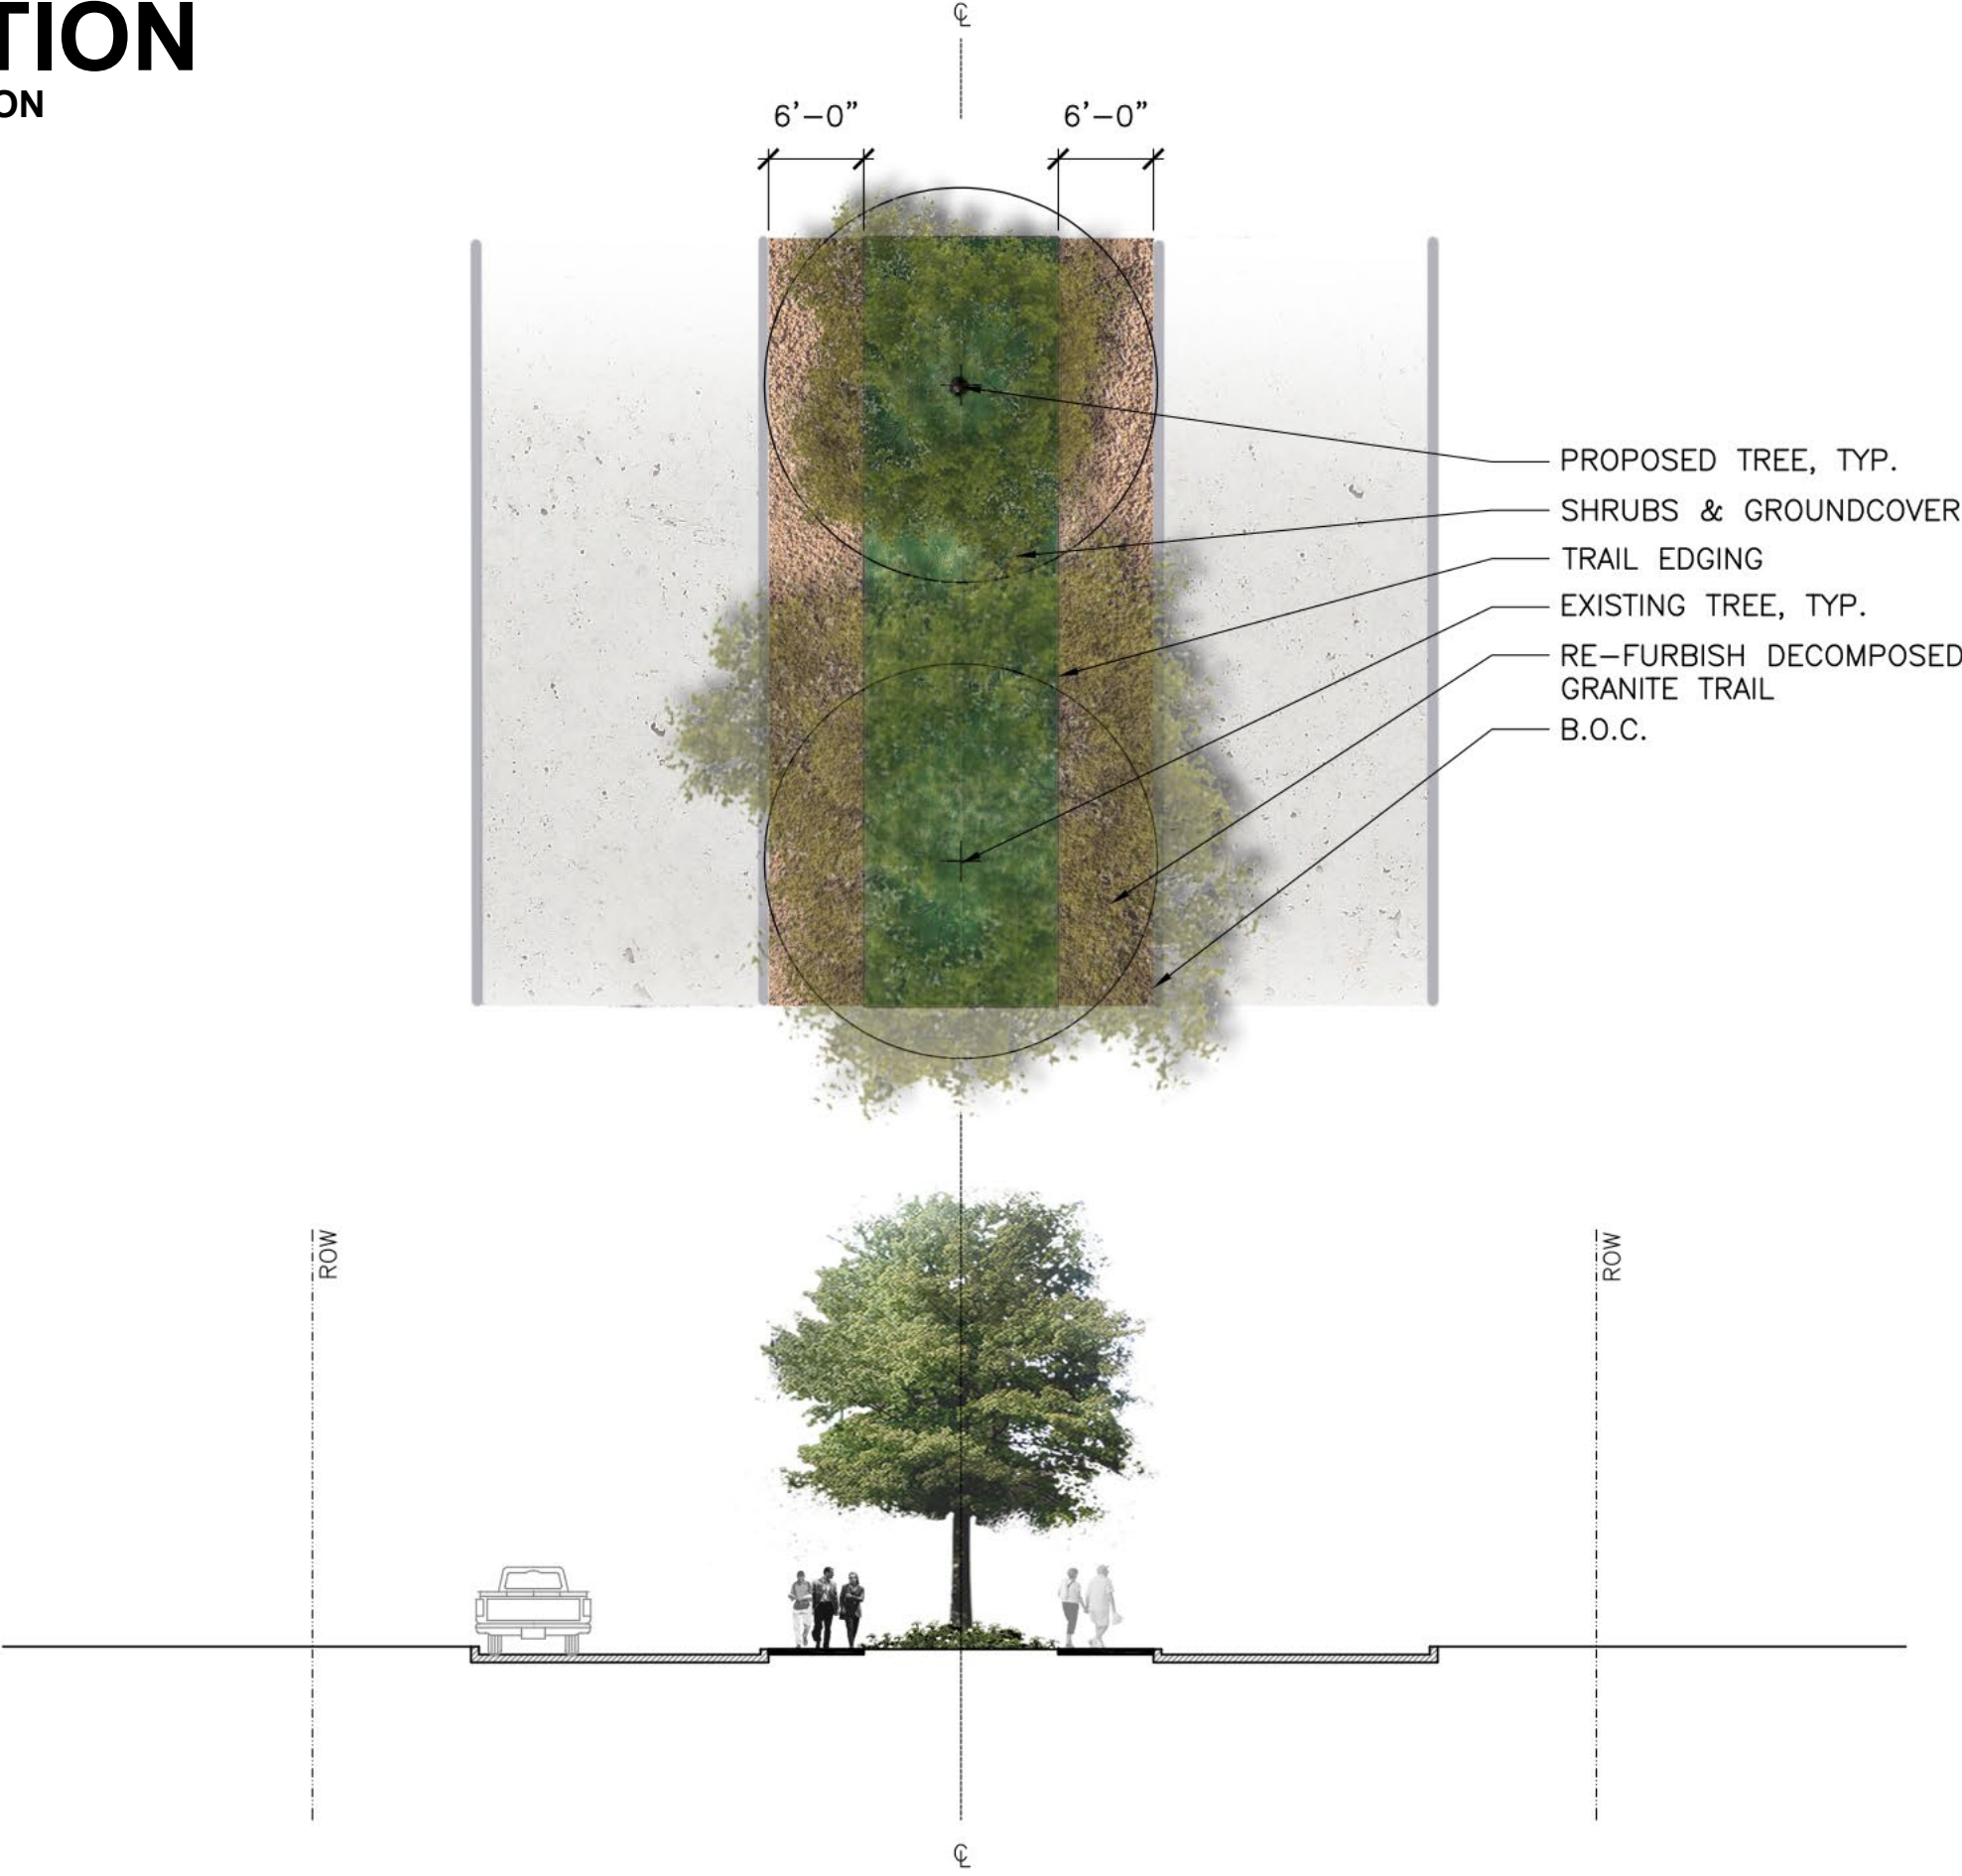 TION
ON
℄
6’-0” 6’-0”
PROPOSED TREE, TYP.
SHRUBS & GROUNDCOVER
TRAIL EDGING
EXISTING TREE, TYP.
RE-FURBISH DECOMPOSED
GRANITE TRAIL
B.O.C.
ROW ROW
℄